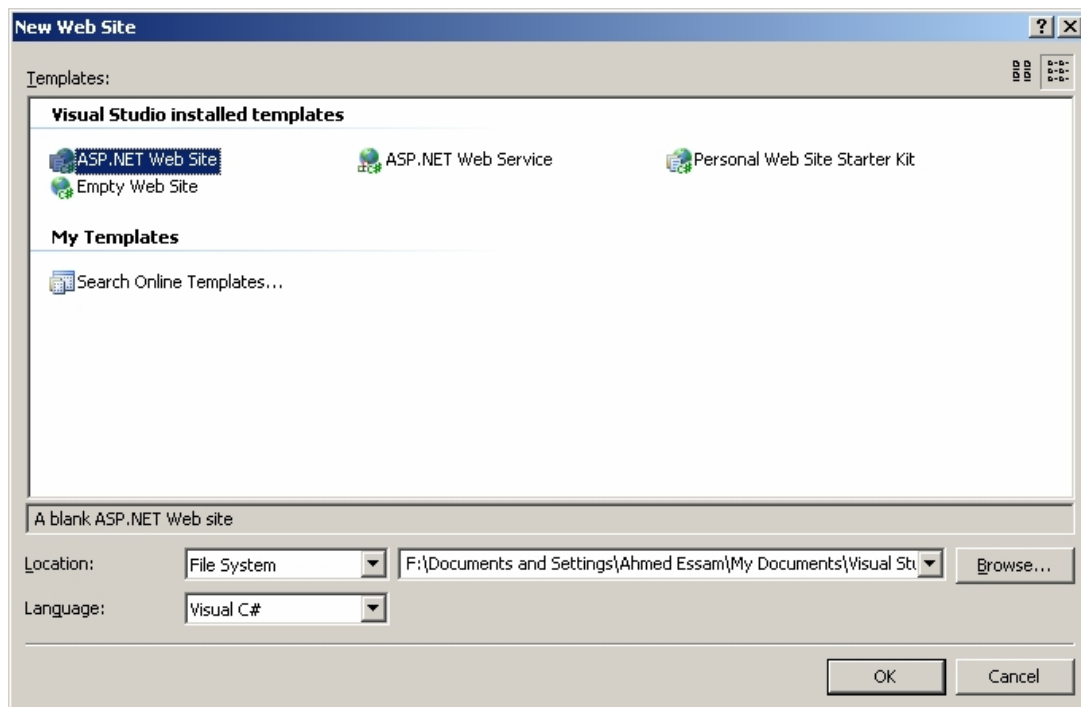 New Web Site
Templates:
Visual Studio installed templates
ASP.NET Web Site ASP.NET Web Service Personal Web Site Starter Kit
Empty Web Site
My Templates
Search Online Templates...
A blank ASP.NET Web site
Location: File System F:\Documents and Settings\Ahmed Essam\My Documents\Visual Stu Browse...
Language: Visual C#
OK Cancel